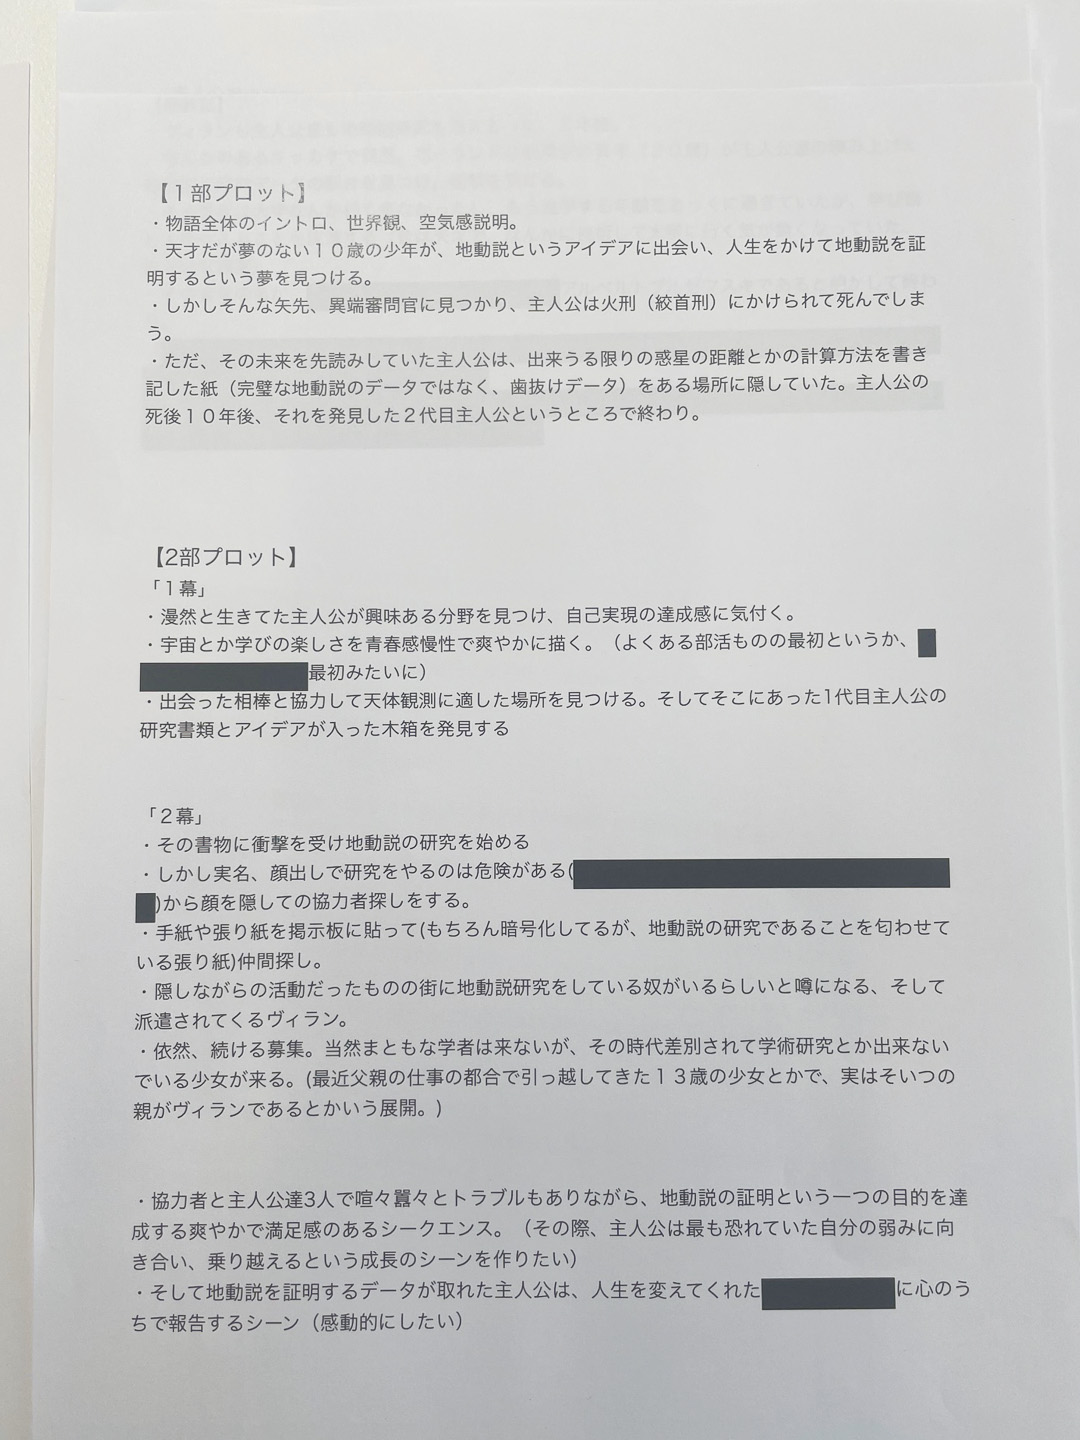 【１部プロット】
・物語全体のイントロ、世界観、空気感説明。
・天才だが夢のない１０歳の少年が、地動説というアイデアに出会い、人生をかけて地動説を証
明するという夢を見つける。
・しかしそんな矢先、異端審問官に見つかり、主人公は火刑（絞首刑）にかけられて死んでしま
う。
・ただ、その未来を先読みしていた主人公は、出来うる限りの惑星の距離とかの計算方法を書き
記した紙（完璧な地動説のデータではなく、歯抜けデータ）をある場所に隠していた。主人公の
死後１０年後、それを発見した２代目主人公というところで終わり。
【2部プロット】
「１幕」
・漫然と生きてた主人公が興味ある分野を見つけ、自己実現の達成感に気付く。
・宇宙とか学びの楽しさを青春感慢性で爽やかに描く。（よくある部活ものの最初というか、
最初みたいに）
・出会った相棒と協力して天体観測に適した場所を見つける。そしてそこにあった1代目主人公の
研究書類とアイデアが入った木箱を発見する
「２幕」
・その書物に衝撃を受け地動説の研究を始める
・しかし実名、顔出しで研究をやるのは危険がある(
)から顔を隠しての協力者探しをする。
・手紙や張り紙を掲示板に貼って(もちろん暗号化してるが、地動説の研究であることを匂わせて
いる張り紙)仲間探し。
・隠しながらの活動だったものの街に地動説研究をしている奴がいるらしいと噂になる、そして
派遣されてくるヴィラン。
・依然、続ける募集。当然まともな学者は来ないが、その時代差別されて学術研究とか出来ない
でいる少女が来る。(最近父親の仕事の都合で引っ越してきた１３歳の少女とかで、実はそいつの
親がヴィランであるとかいう展開。)
・協力者と主人公達3人で喧々囂々とトラブルもありながら、地動説の証明という一つの目的を達
成する爽やかで満足感のあるシークエンス。（その際、主人公は最も恐れていた自分の弱みに向
き合い、乗り越えるという成長のシーンを作りたい）
・そして地動説を証明するデータが取れた主人公は、人生を変えてくれた
に心のう
ちで報告するシーン（感動的にしたい）